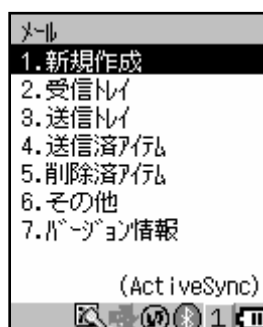 ﾒｰﾙ
1.新規作成
2.受信ﾄﾚｲ
3.送信ﾄﾚｲ
4.送信済ｱｲﾃﾑ
5.削除済ｱｲﾃﾑ
6.その他
7.ﾊﾞｰｼﾞｮﾝ情報
(ActiveSync)
1